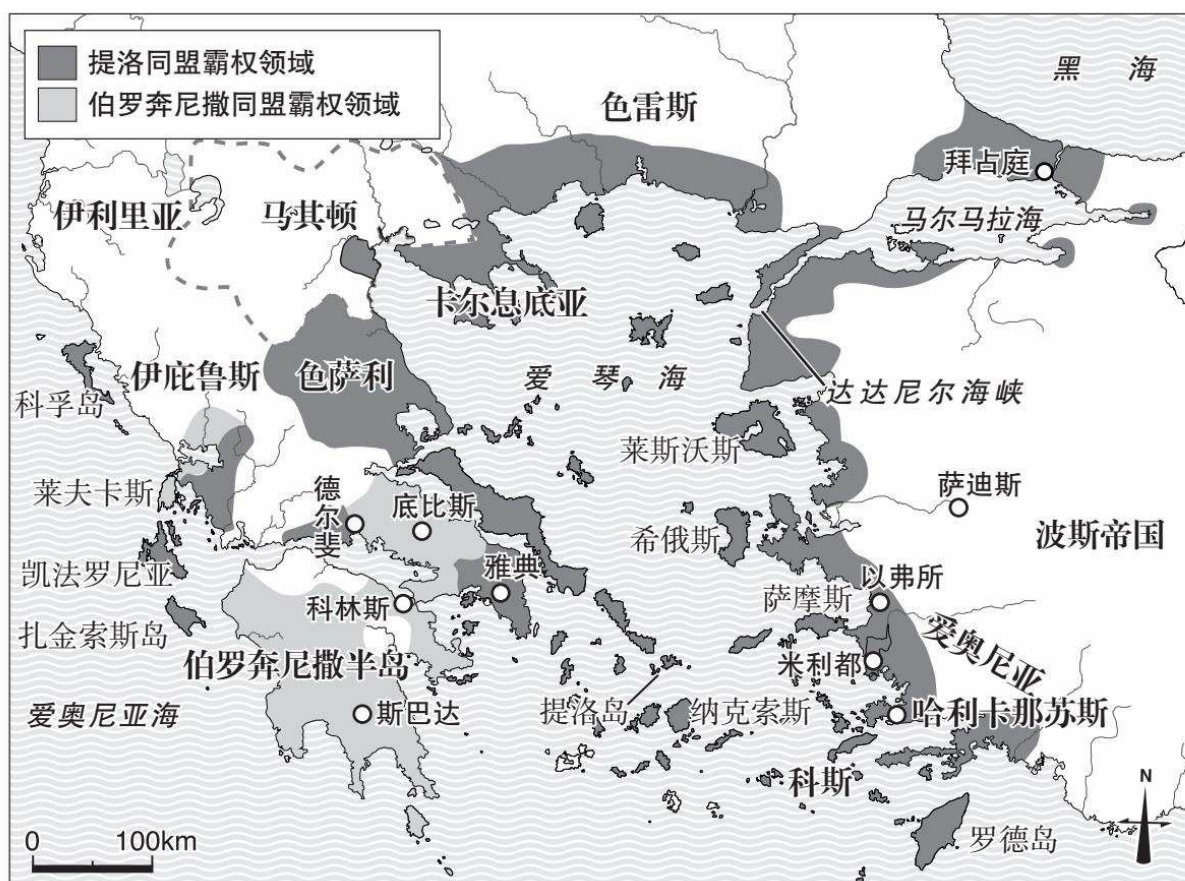 提洛同盟霸权领域
伯罗奔尼撒同盟霸权领域
黑海
色雷斯
拜占庭
伊利里亚
马其顿
马尔马拉海
卡尔息底亚
伊庇鲁斯
色萨利
爱琴海
科孚岛
达达尼尔海峡
莱斯沃斯
莱夫卡斯
德尔斐
底比斯
萨迪斯
希俄斯
波斯帝国
凯法罗尼亚
雅典
以弗所
科林斯
萨摩斯
扎金索斯岛
爱奥尼亚
伯罗奔尼撒半岛
米利都
爱奥尼亚海
斯巴达
提洛岛
纳克索斯
哈利卡那苏斯
科斯
N
0 100km
罗德岛